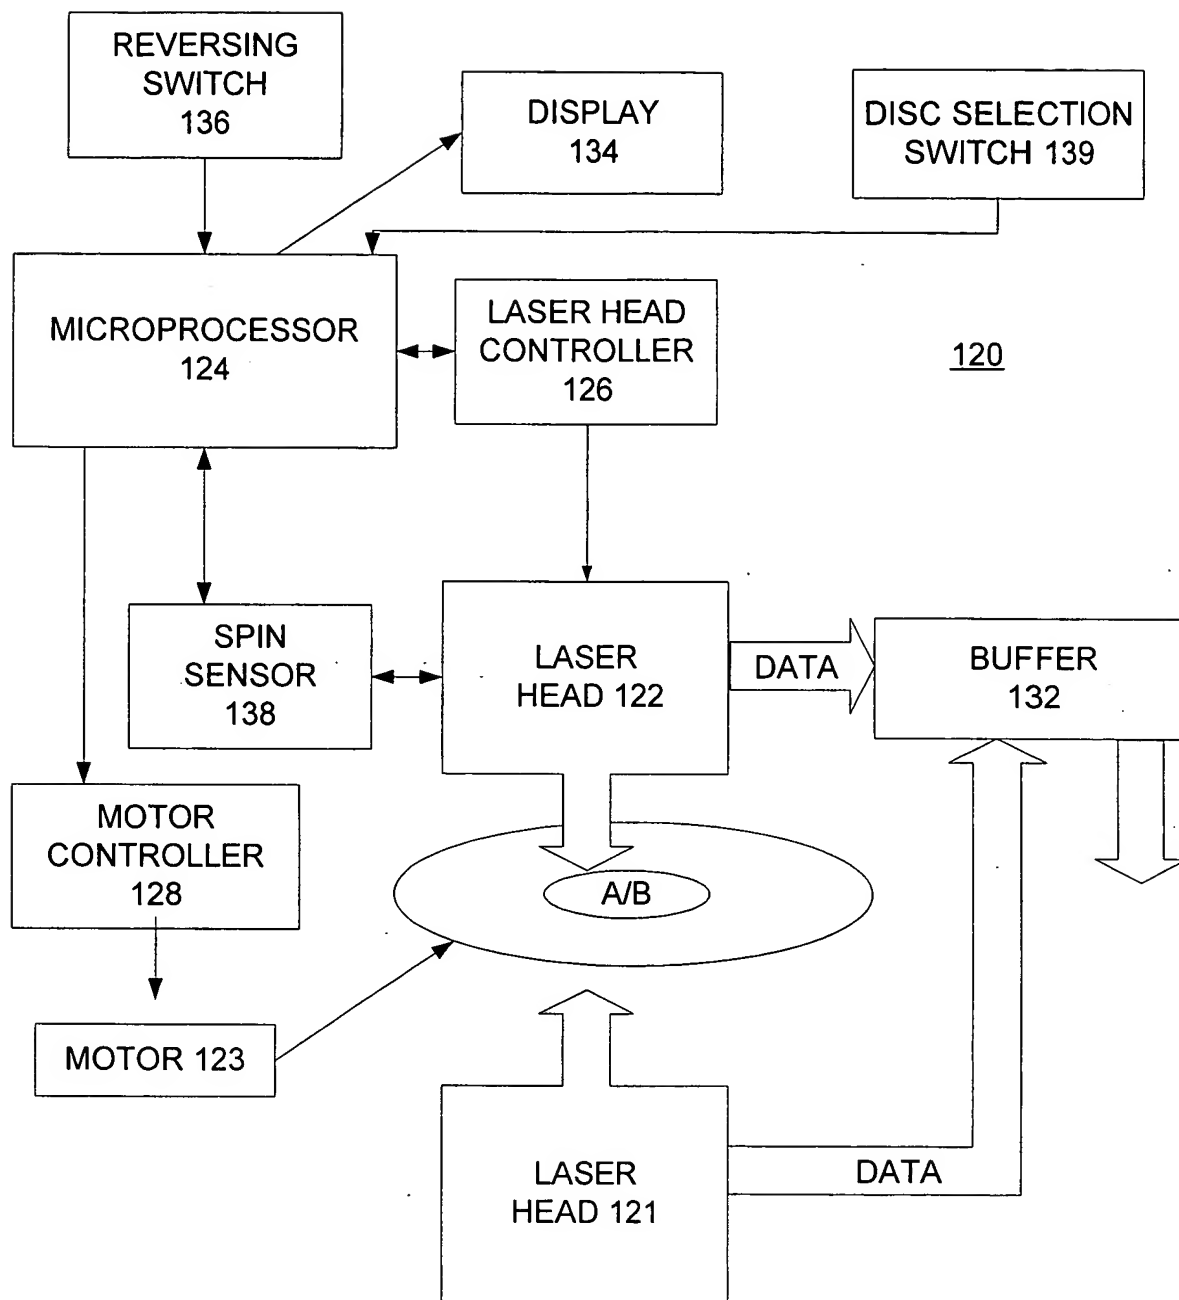 REVERSING
SWITCH
136
DISPLAY
134
DISC SELECTION
SWITCH 139
MICROPROCESSOR
124
LASER HEAD
CONTROLLER
126
120
SPIN
SENSOR
138
LASER
HEAD 122
DATA
BUFFER
132
MOTOR
CONTROLLER
128
A/B
MOTOR 123
LASER
HEAD 121
DATA